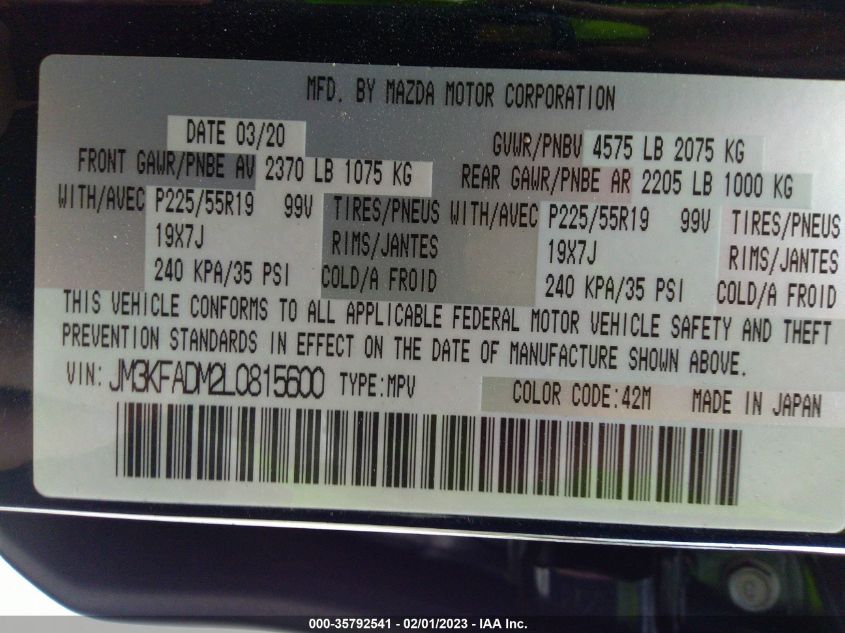 MFD. BY MAZDA MOTOR CORPORATION
DATE 03/20 GVWR/PNBV 4575 LB 2075 KG
FRONT GAWR/PNBE AV 2370 LB 1075 KG REAR GAWR/PNBE AR 2205 LB 1000 KG
WITH/AVEC P225/55R19 99V TIRES/PNEUS WITH/AVEC P225/55R19 99V TIRES/PNEUS
19X7J RIMS/JANTES 19X7J RIMS/JANTES
240 KPA/35 PSI COLD/A FROID 240 KPA/35 PSI COLD/A FROID
THIS VEHICLE CONFORMS TO ALL APPLICABLE FEDERAL MOTOR VEHICLE SAFETY AND THEFT
PREVENTION STANDARDS IN EFFECT ON THE DATE OF MANUFACTURE SHOWN ABOVE.
VIN: JM3KFADM2L0815600 TYPE:MPV COLOR CODE:42M MADE IN JAPAN
000-35792541 - 02/01/2023 - IAA Inc.